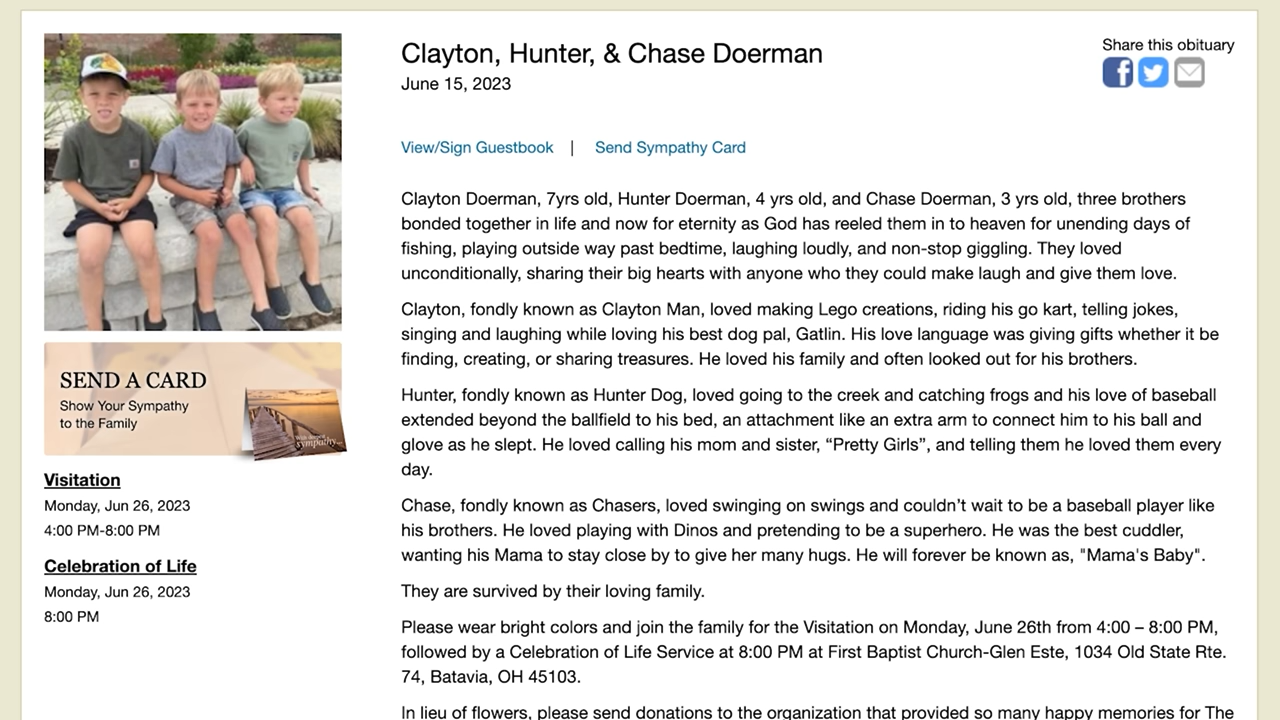 Clayton, Hunter, & Chase Doerman
June 15, 2023
Share this obituary
View/Sign Guestbook | Send Sympathy Card
Clayton Doerman, 7yrs old, Hunter Doerman, 4 yrs old, and Chase Doerman, 3 yrs old, three brothers
bonded together in life and now for eternity as God has reeled them in to heaven for unending days of
fishing, playing outside way past bedtime, laughing loudly, and non-stop giggling. They loved
unconditionally, sharing their big hearts with anyone who they could make laugh and give them love.
Clayton, fondly known as Clayton Man, loved making Lego creations, riding his go kart, telling jokes,
singing and laughing while loving his best dog pal, Gatlin. His love language was giving gifts whether it be
finding, creating, or sharing treasures. He loved his family and often looked out for his brothers.
Hunter, fondly known as Hunter Dog, loved going to the creek and catching frogs and his love of baseball
extended beyond the ballfield to his bed, an attachment like an extra arm to connect him to his ball and
glove as he slept. He loved calling his mom and sister, “Pretty Girls”, and telling them he loved them every
day.
Chase, fondly known as Chasers, loved swinging on swings and couldn’t wait to be a baseball player like
his brothers. He loved playing with Dinos and pretending to be a superhero. He was the best cuddler,
wanting his Mama to stay close by to give her many hugs. He will forever be known as, "Mama's Baby".
They are survived by their loving family.
Please wear bright colors and join the family for the Visitation on Monday, June 26th from 4:00 – 8:00 PM,
followed by a Celebration of Life Service at 8:00 PM at First Baptist Church-Glen Este, 1034 Old State Rte.
74, Batavia, OH 45103.
In lieu of flowers, please send donations to the organization that provided so many happy memories for The
SEND A CARD
Show Your Sympathy
to the Family
sympathy...
Visitation
Monday, Jun 26, 2023
4:00 PM-8:00 PM
Celebration of Life
Monday, Jun 26, 2023
8:00 PM